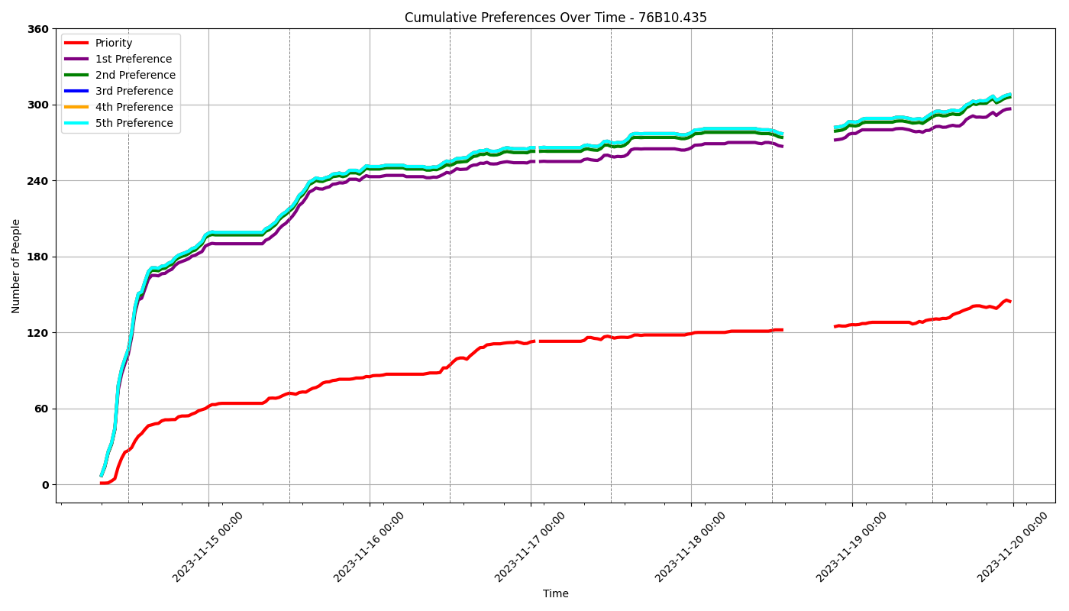 Cumulative Preferences Over Time - 76B10.435
Priority
1st Preference
2nd Preference
3rd Preference
4th Preference
5th Preference
Number of People
360
300
240
180
120
60
0
2023-11-15 00:00
2023-11-16 00:00
2023-11-17 00:00
2023-11-18 00:00
2023-11-19 00:00
2023-11-20 00:00
Time